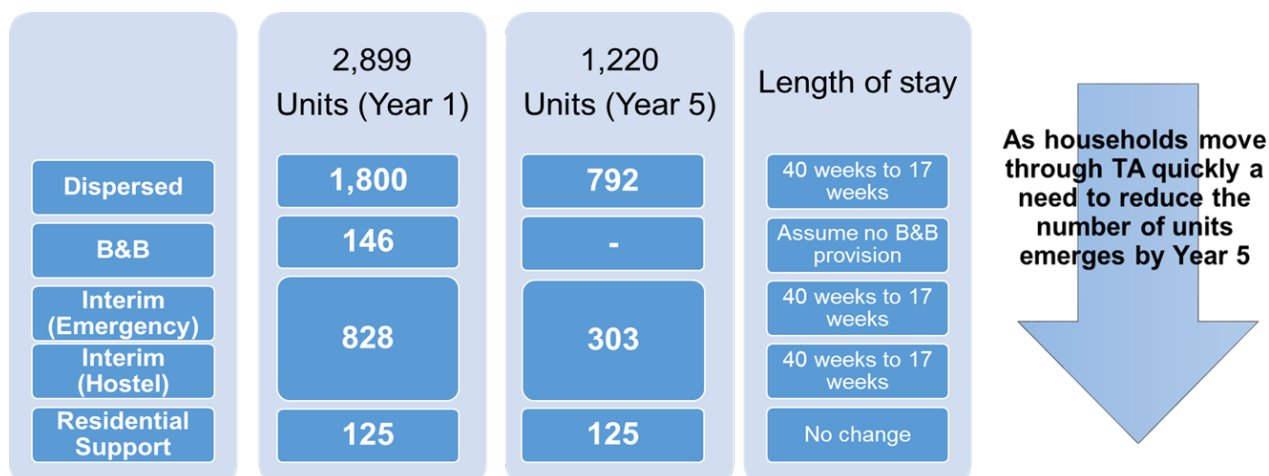 2,899
Units (Year 1)
1,220
Units (Year 5)
Length of stay
Dispersed
1,800
792
40 weeks to 17
weeks
B&B
146
-
Assume no B&B
provision
Interim
(Emergency)
Interim
(Hostel)
828
303
40 weeks to 17
weeks
40 weeks to 17
weeks
Residential
Support
125
125
No change
As households move
through TA quickly a
need to reduce the
number of units
emerges by Year 5